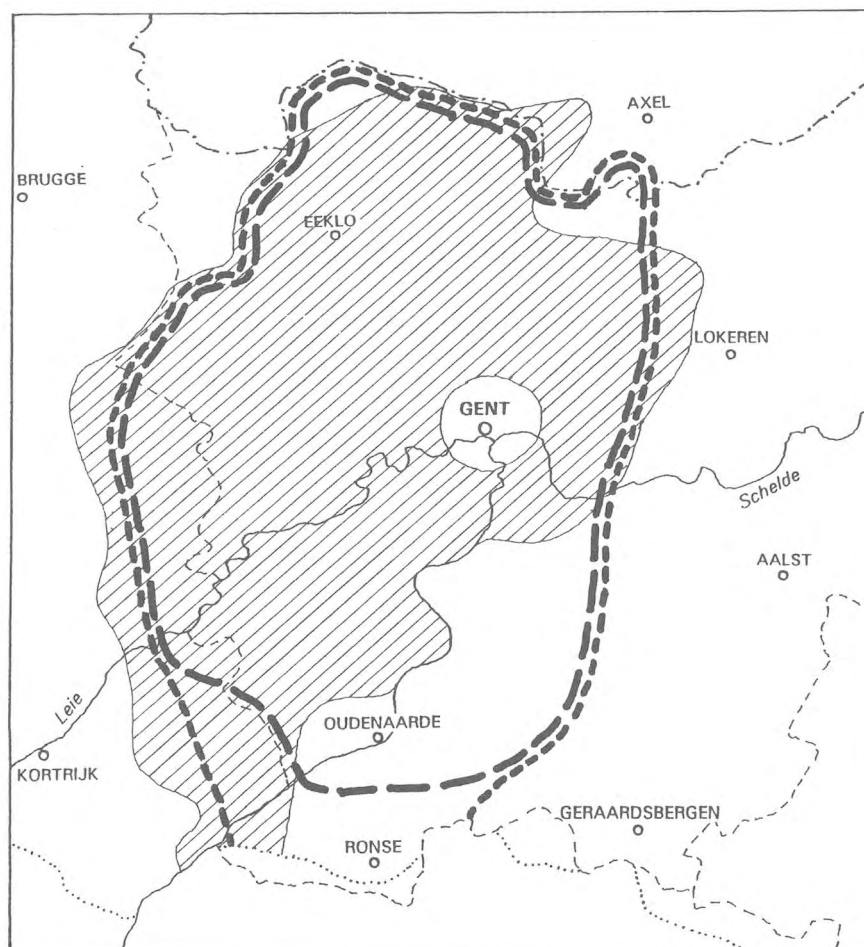 AXEL
BRUGGE
EEKLO
LOKEREN
GENT
Schelde
AALST
Leie
OUDENAARDE
KORTRIJK
GERAARDSBERGEN
RONSE